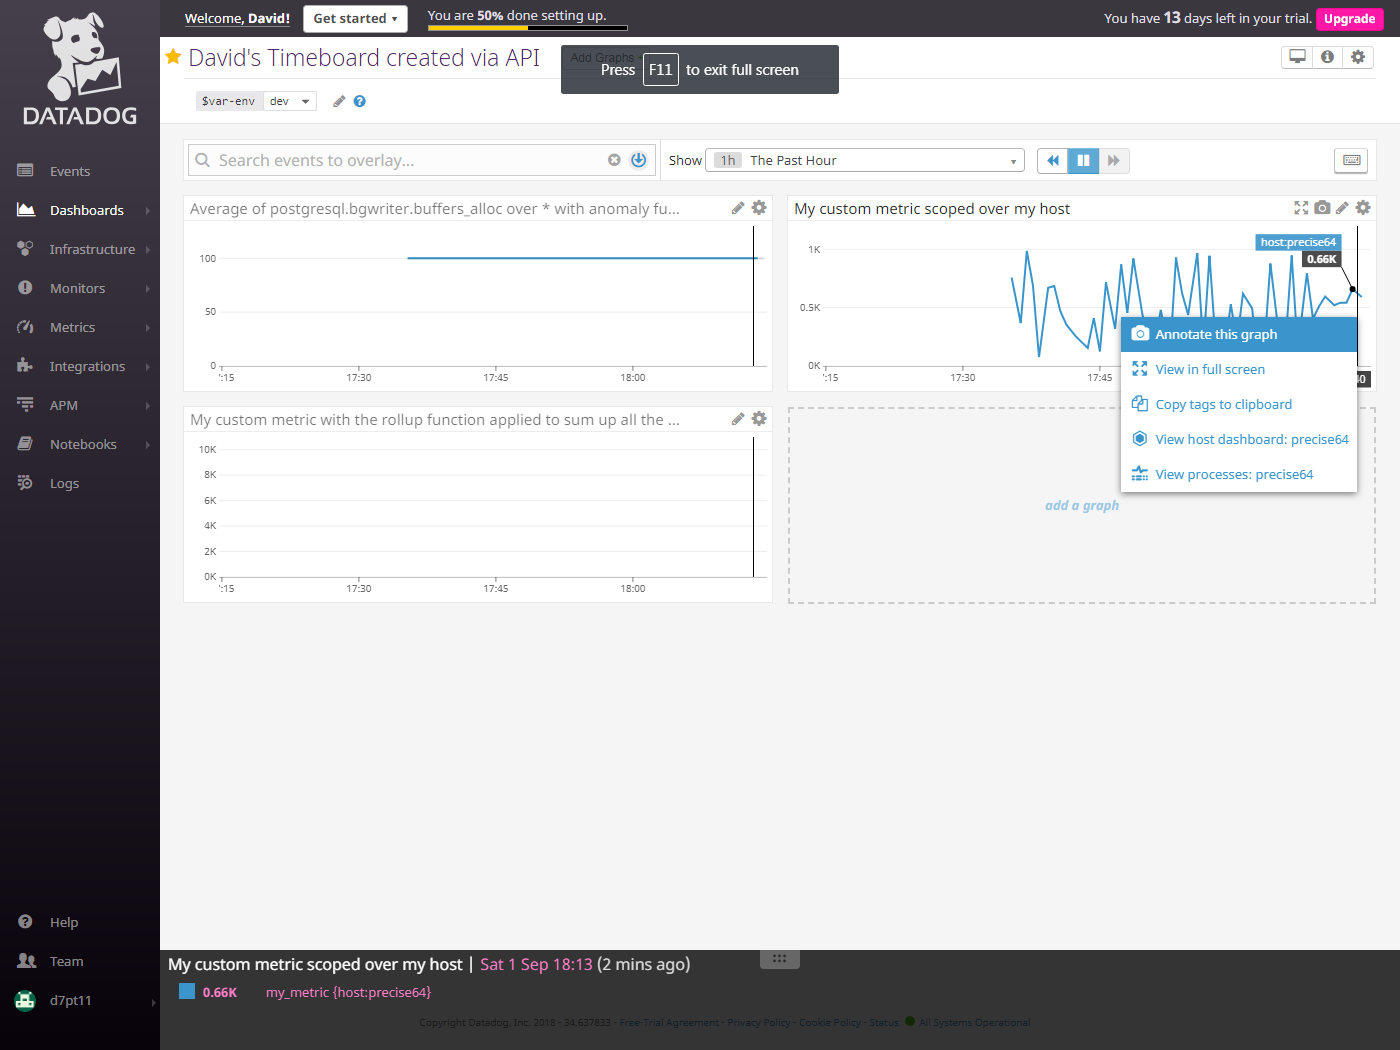 Welcome, David!
Get started ▾
You are 50% done setting up.
You have 13 days left in your trial.
Upgrade
DATADOG
David's Timeboard created via API
Add Graphs
Press F11 to exit full screen
$var-env
dev
Events
Dashboards
Infrastructure
Monitors
Metrics
Integrations
APM
Notebooks
Logs
Search events to overlay...
Show
1h The Past Hour
Average of postgresql.bgwriter.buffers_alloc over * with anomaly fu...
100
50
0
':15
17:30
17:45
18:00
My custom metric scoped over my host
1K
0.5K
0K
':15
17:30
17:45
host:precise64
0.66K
Annotate this graph
View in full screen
Copy tags to clipboard
View host dashboard: precise64
View processes: precise64
My custom metric with the rollup function applied to sum up all the ...
10K
8K
6K
4K
2K
0K
':15
17:30
17:45
18:00
add a graph
Help
Team
d7pt11
My custom metric scoped over my host | Sat 1 Sep 18:13 (2 mins ago)
0.66K my_metric {host:precise64}
Copyright Datadog, Inc. 2018 - 34.637833 - Free-Trial Agreement - Privacy Policy - Cookie Policy - Status All Systems Operational